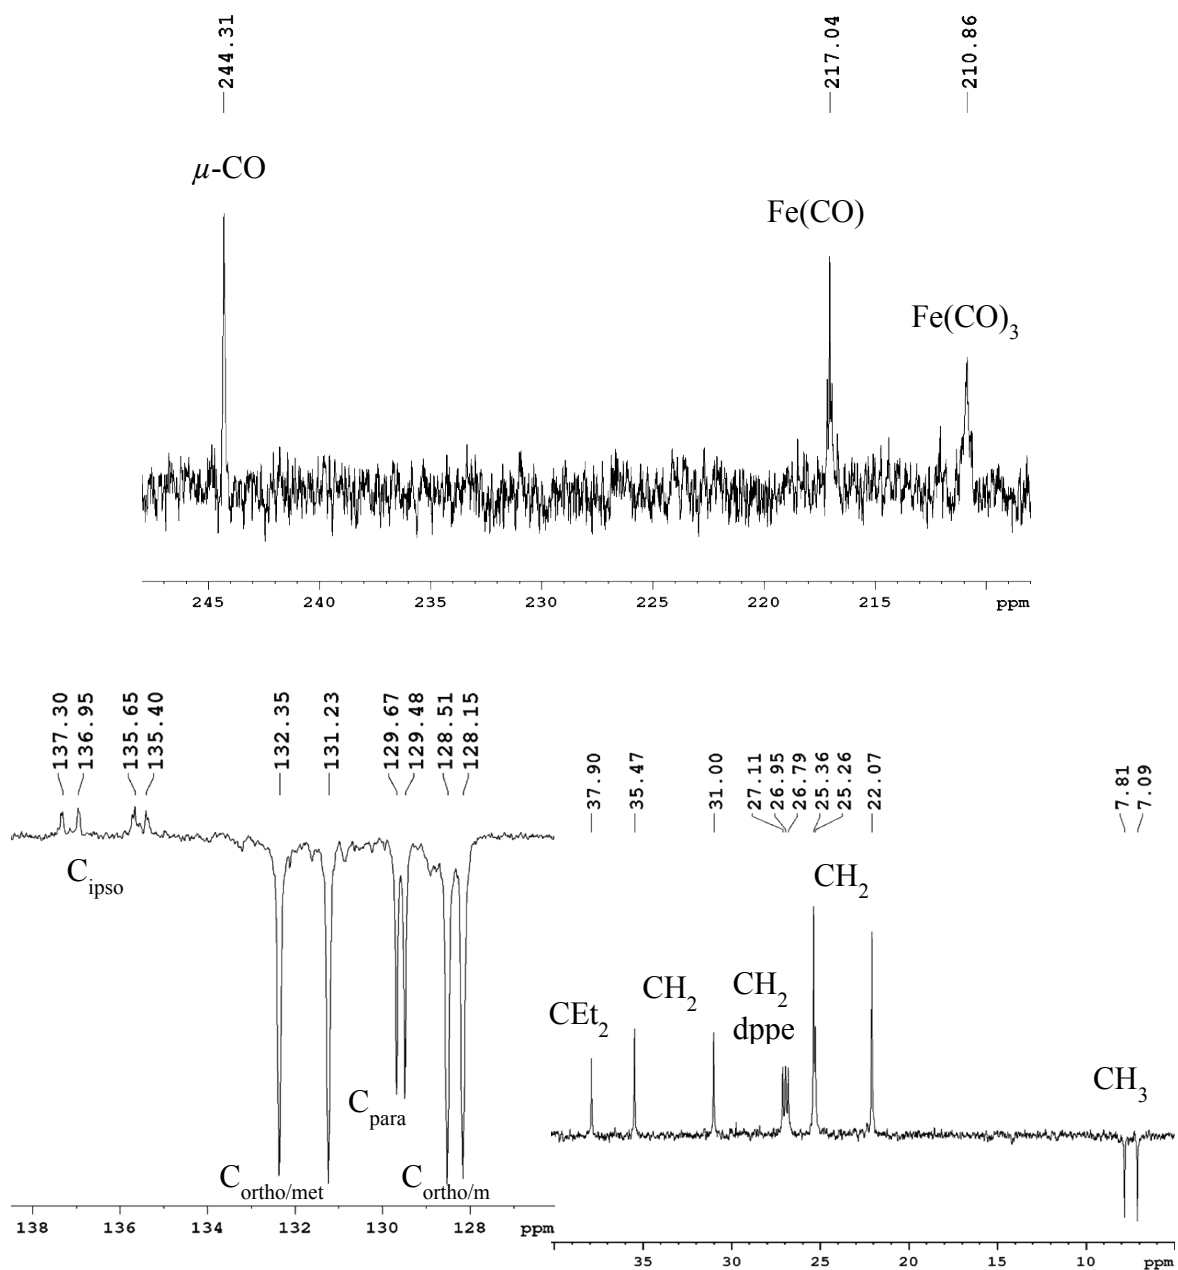 244.31
217.04
210.86
μ-CO
Fe(CO)
Fe(CO)3
245 240 235 230 225 220 215 ppm
137.30
136.95
135.65
135.40
132.35
131.23
129.67
129.48
128.51
128.15
Cipso
Cpara
Cortho/met
Cortho/m
138 136 134 132 130 128 ppm
37.90
35.47
31.00
27.11
26.95
26.79
25.36
25.26
22.07
7.81
7.09
CH2
CH2
CH2
dppe
CEt2
CH3
35 30 25 20 15 10 ppm